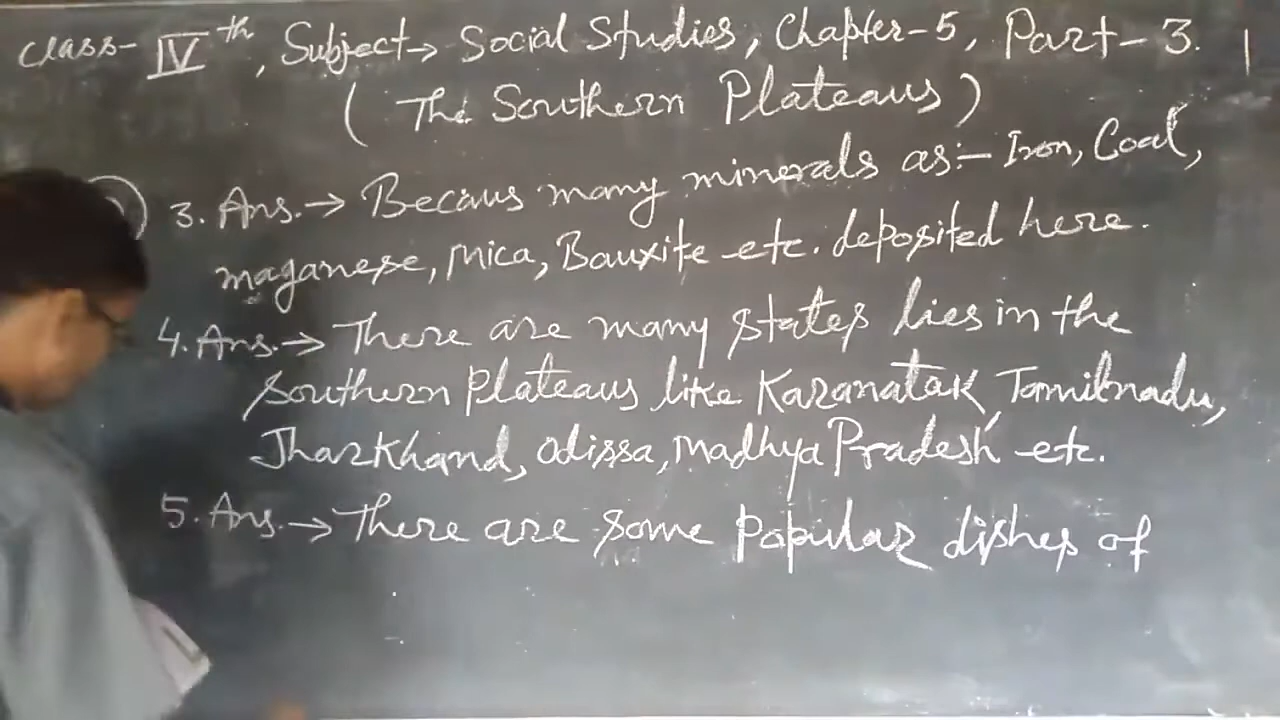 Class- IVth, Subject→ Social Studies, Chapter-5, Part-3.
(The Southern Plateaus)
3. Ans.→ Becaus many minerals as:- Iron, Coal,
maganese, Mica, Bauxite etc. deposited here.
4. Ans.→ There are many states lies in the
southern plateaus like Karanatak, Tamilnadu,
Jharkhand, Odissa, Madhya Pradesh etc.
5. Ans.→ There are some popular dishes of